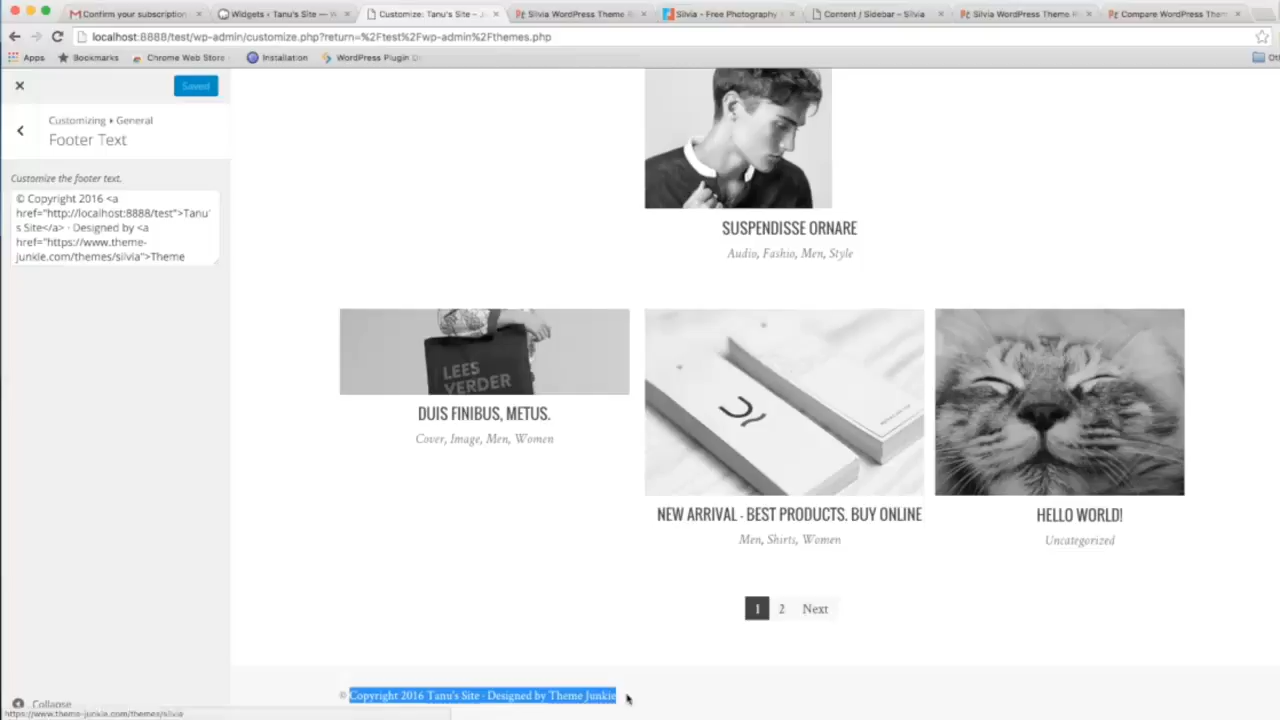 Confirm your subscription
Widgets ‹ Tanu's Site — W
Customize: Tanu's Site –
Silvia WordPress Theme
Silvia - Free Photography
Content / Sidebar – Silvia
Silvia WordPress Theme
Compare WordPress Them
localhost:8888/test/wp-admin/customize.php?return=%2Ftest%2Fwp-admin%2Fthemes.php
Apps
Bookmarks
Chrome Web Store
Installation
WordPress Plugin
Saved
Customizing ▸ General
Footer Text
Customize the footer text.
© Copyright 2016 <a
href="http://localhost:8888/test">Tanu'
s Site</a> · Designed by <a
href="https://www.theme-
junkie.com/themes/silvia">Theme
SUSPENDISSE ORNARE
Audio, Fashio, Men, Style
LEES
VERDER
DUIS FINIBUS, METUS.
Cover, Image, Men, Women
NEW ARRIVAL - BEST PRODUCTS. BUY ONLINE
Men, Shirts, Women
HELLO WORLD!
Uncategorized
1 2 Next
© Copyright 2016 Tanu's Site · Designed by Theme Junkie
Collapse
https://www.theme-junkie.com/themes/silvia